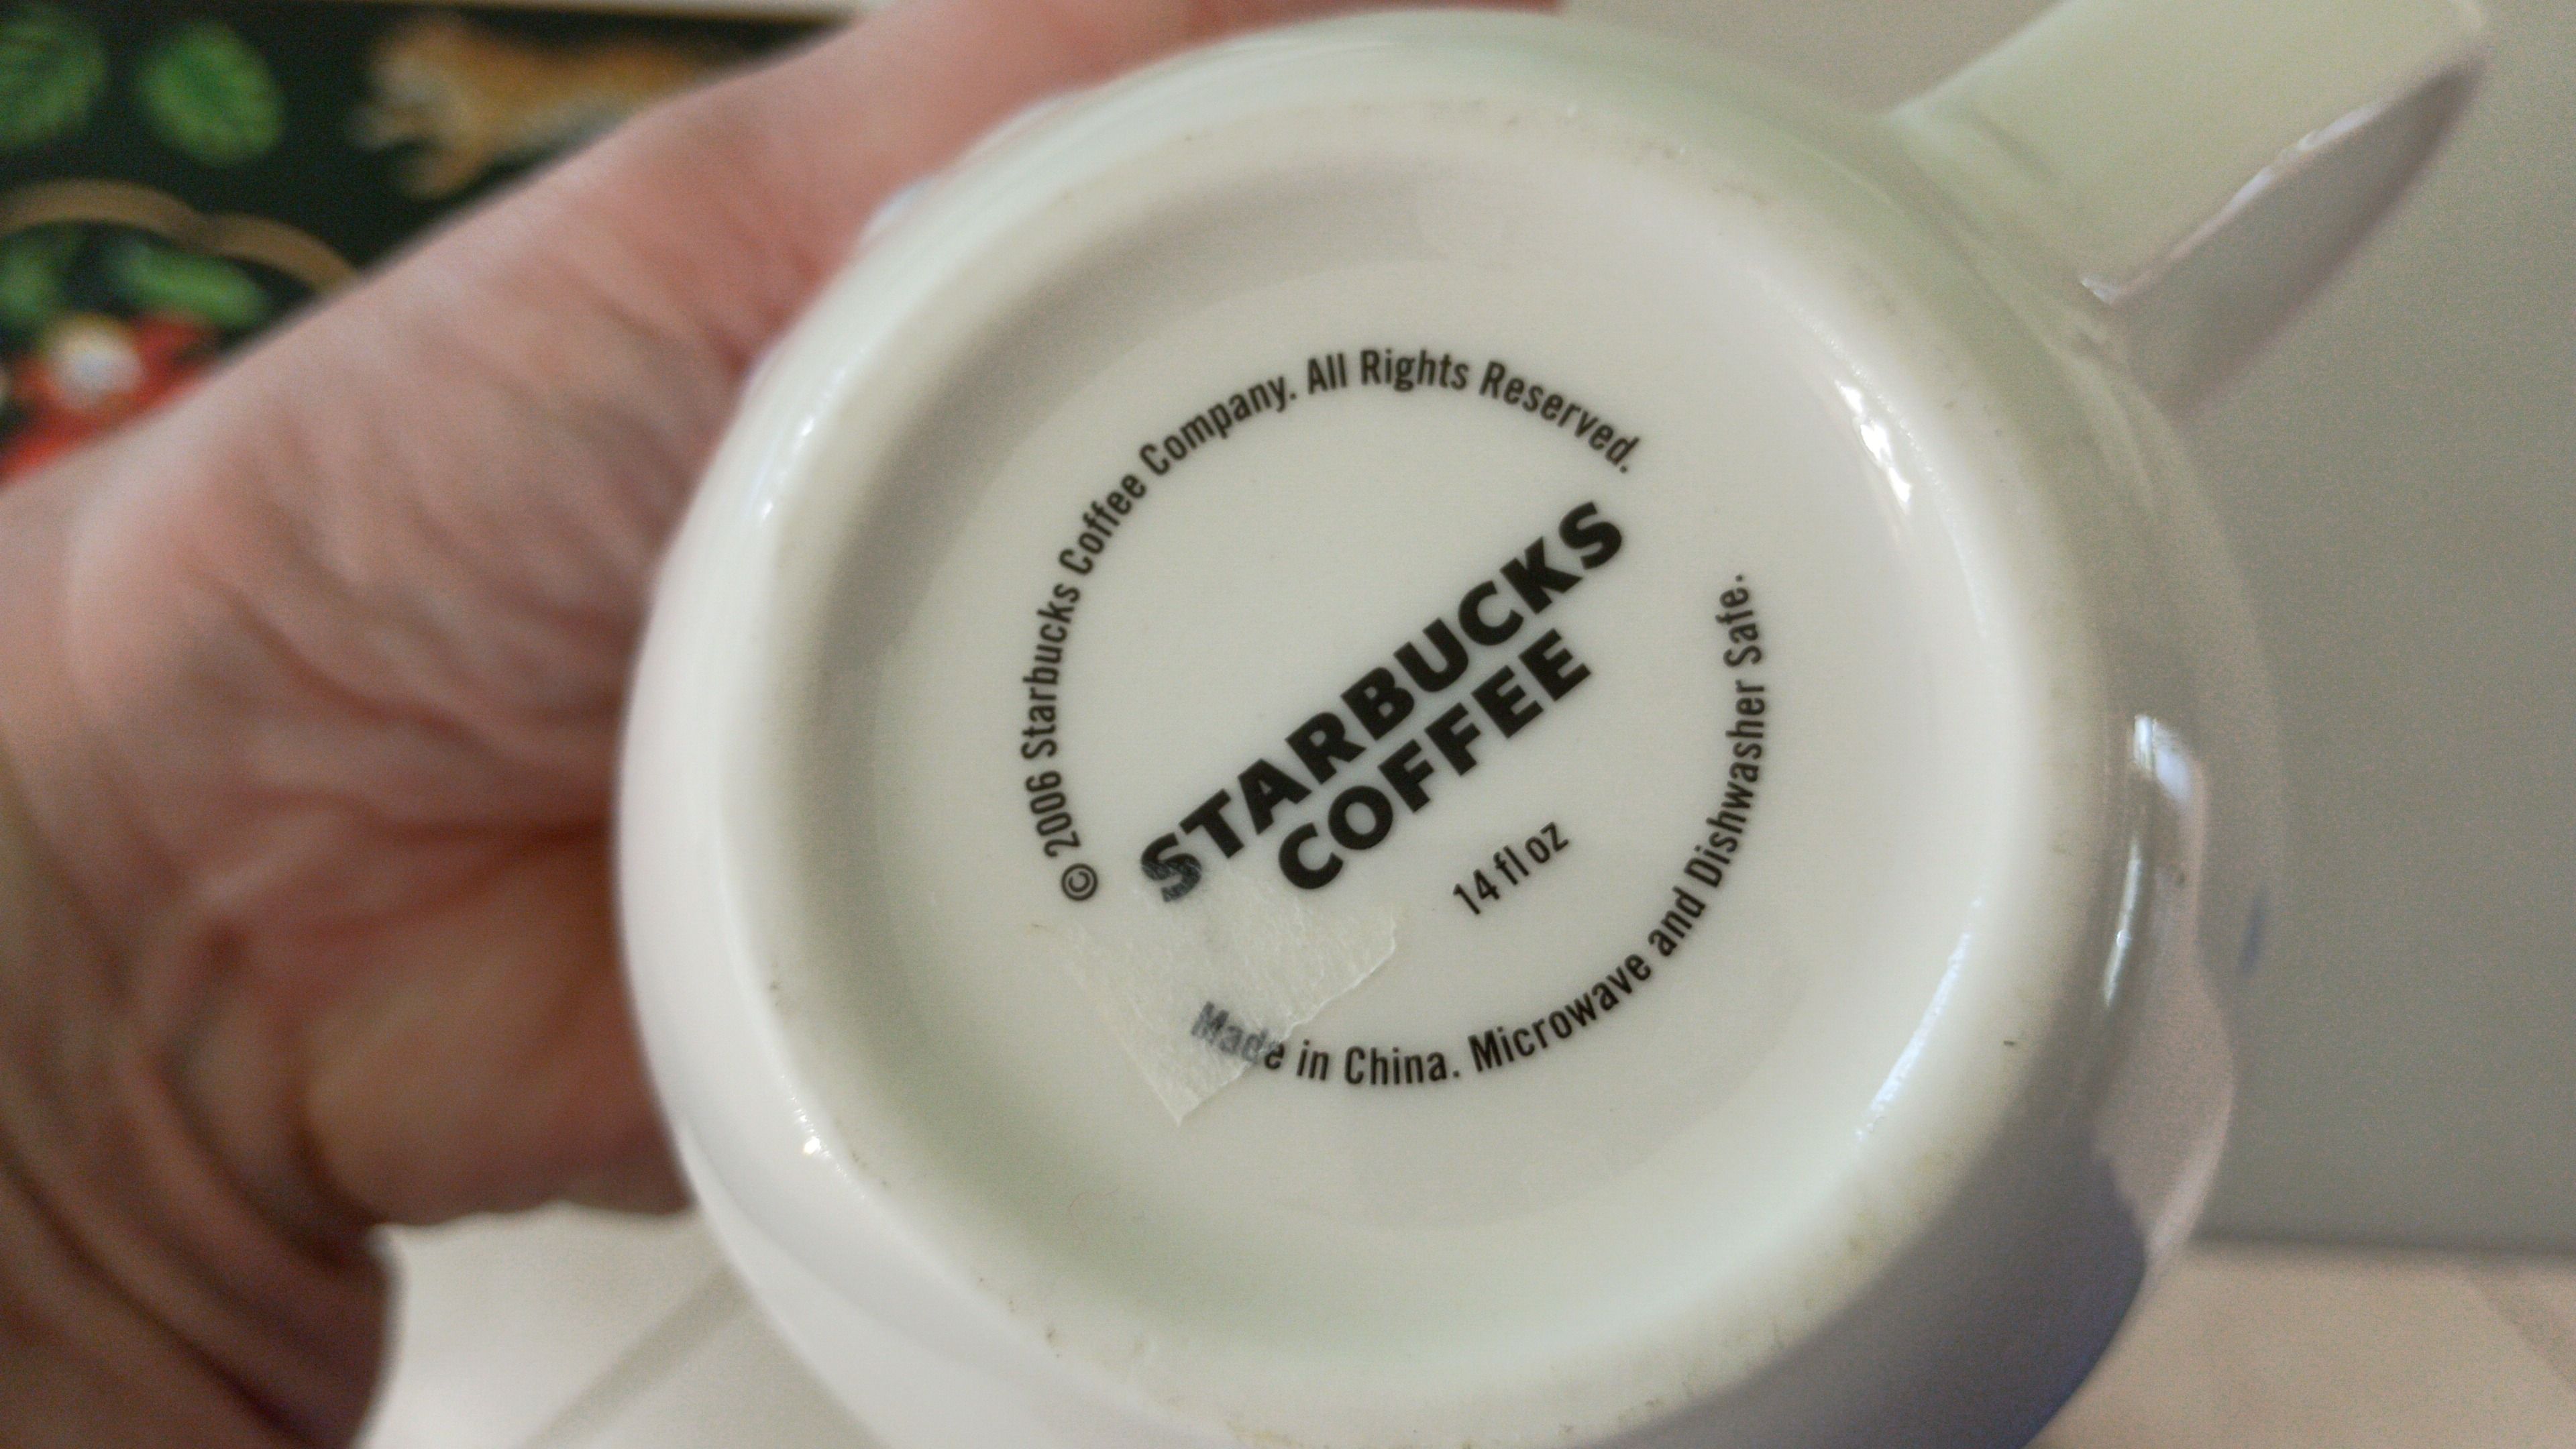 © 2006 Starbucks Coffee Company. All Rights Reserved.
STARBUCKS
COFFEE
14 fl oz
Made in China. Microwave and Dishwasher Safe.